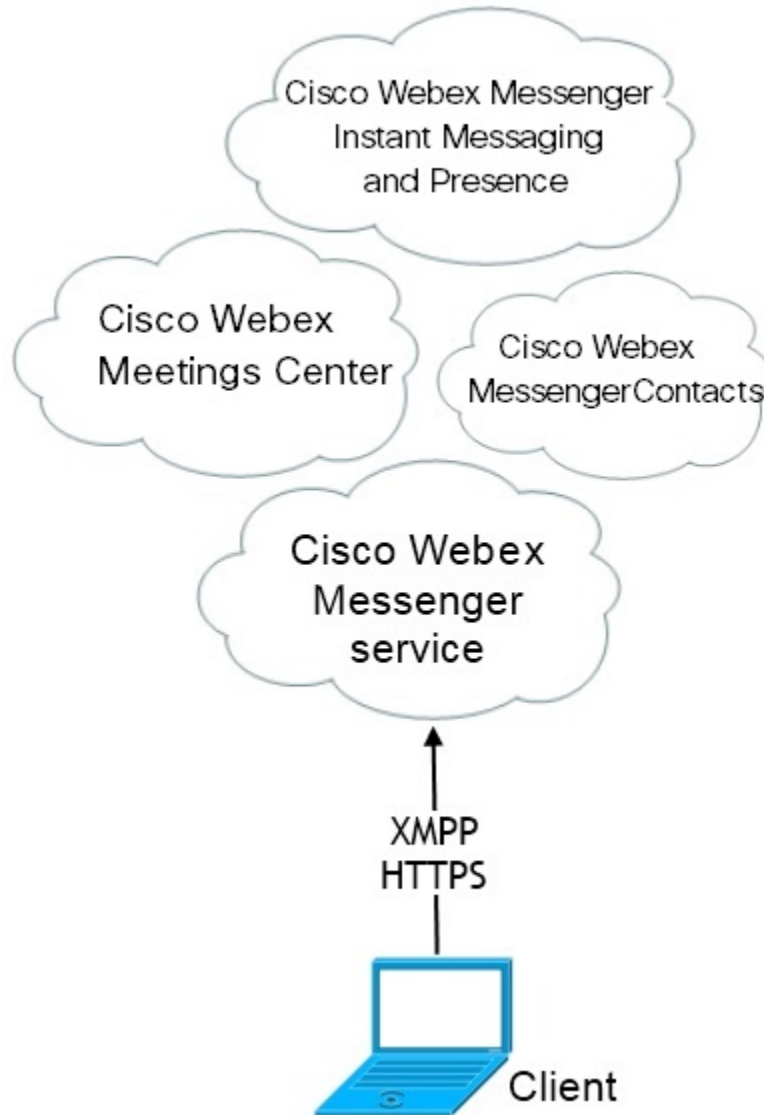 Cisco Webex Messenger
Instant Messaging
and Presence
Cisco Webex
Meetings Center
Cisco Webex
MessengerContacts
Cisco Webex
Messenger
service
XMPP
HTTPS
Client